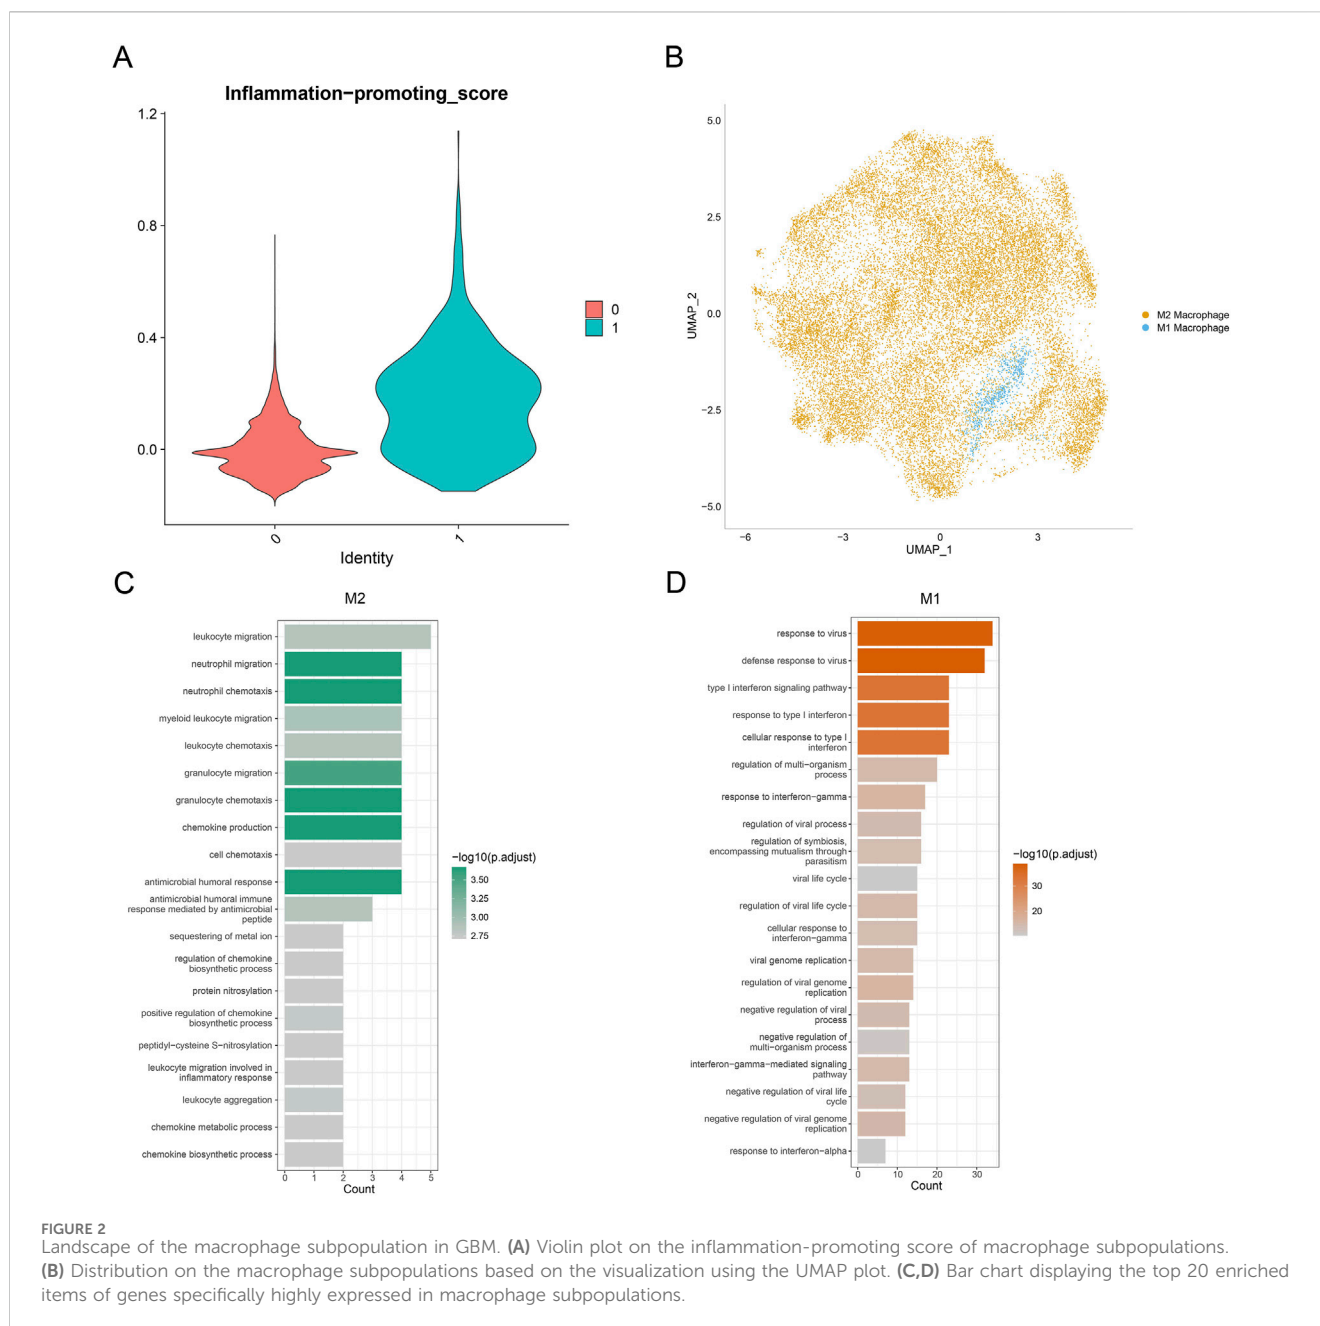 A
Inflammation−promoting_score
1.2
0.8
0.4
0.0
0
1
Identity
0
1
B
5.0
2.5
0.0
−2.5
−5.0
UMAP_2
−6
−3
0
3
UMAP_1
M2 Macrophage
M1 Macrophage
C
M2
leukocyte migration
neutrophil migration
neutrophil chemotaxis
myeloid leukocyte migration
leukocyte chemotaxis
granulocyte migration
granulocyte chemotaxis
chemokine production
cell chemotaxis
antimicrobial humoral response
antimicrobial humoral immune
response mediated by antimicrobial
peptide
sequestering of metal ion
regulation of chemokine
biosynthetic process
protein nitrosylation
positive regulation of chemokine
biosynthetic process
peptidyl−cysteine S−nitrosylation
leukocyte migration involved in
inflammatory response
leukocyte aggregation
chemokine metabolic process
chemokine biosynthetic process
0 1 2 3 4 5
Count
−log10(p.adjust)
3.50
3.25
3.00
2.75
D
M1
response to virus
defense response to virus
type I interferon signaling pathway
response to type I interferon
cellular response to type I
interferon
regulation of multi−organism
process
response to interferon−gamma
regulation of viral process
regulation of symbiosis,
encompassing mutualism through
parasitism
viral life cycle
regulation of viral life cycle
cellular response to
interferon−gamma
viral genome replication
regulation of viral genome
replication
negative regulation of viral
process
negative regulation of
multi−organism process
interferon−gamma−mediated signaling
pathway
negative regulation of viral life
cycle
negative regulation of viral genome
replication
response to interferon−alpha
0 10 20 30
Count
−log10(p.adjust)
30
20
FIGURE 2
Landscape of the macrophage subpopulation in GBM. (A) Violin plot on the inflammation-promoting score of macrophage subpopulations.
(B) Distribution on the macrophage subpopulations based on the visualization using the UMAP plot. (C,D) Bar chart displaying the top 20 enriched
items of genes specifically highly expressed in macrophage subpopulations.